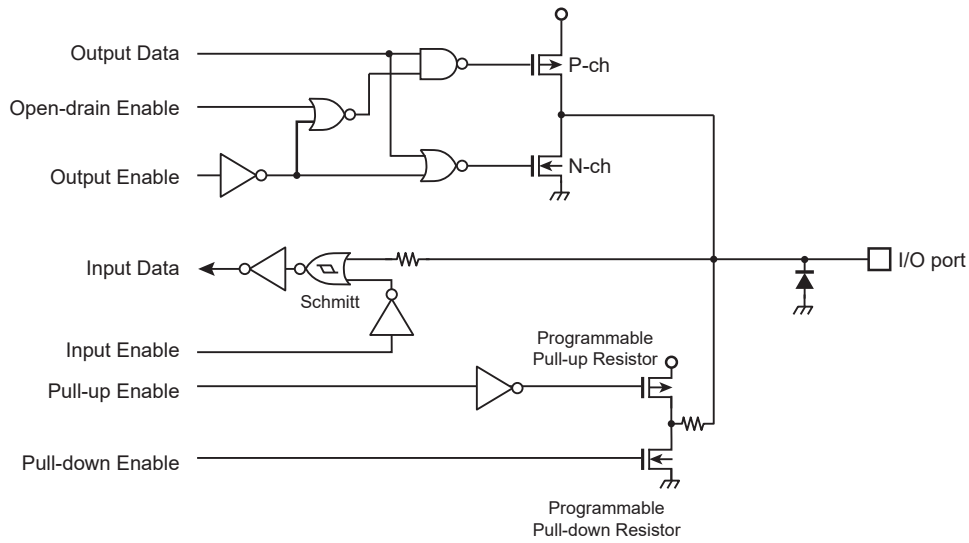 Output Data
P-ch
Open-drain Enable
Output Enable
N-ch
Input Data
Schmitt
I/O port
Input Enable
Programmable
Pull-up Resistor
Pull-up Enable
Pull-down Enable
Programmable
Pull-down Resistor